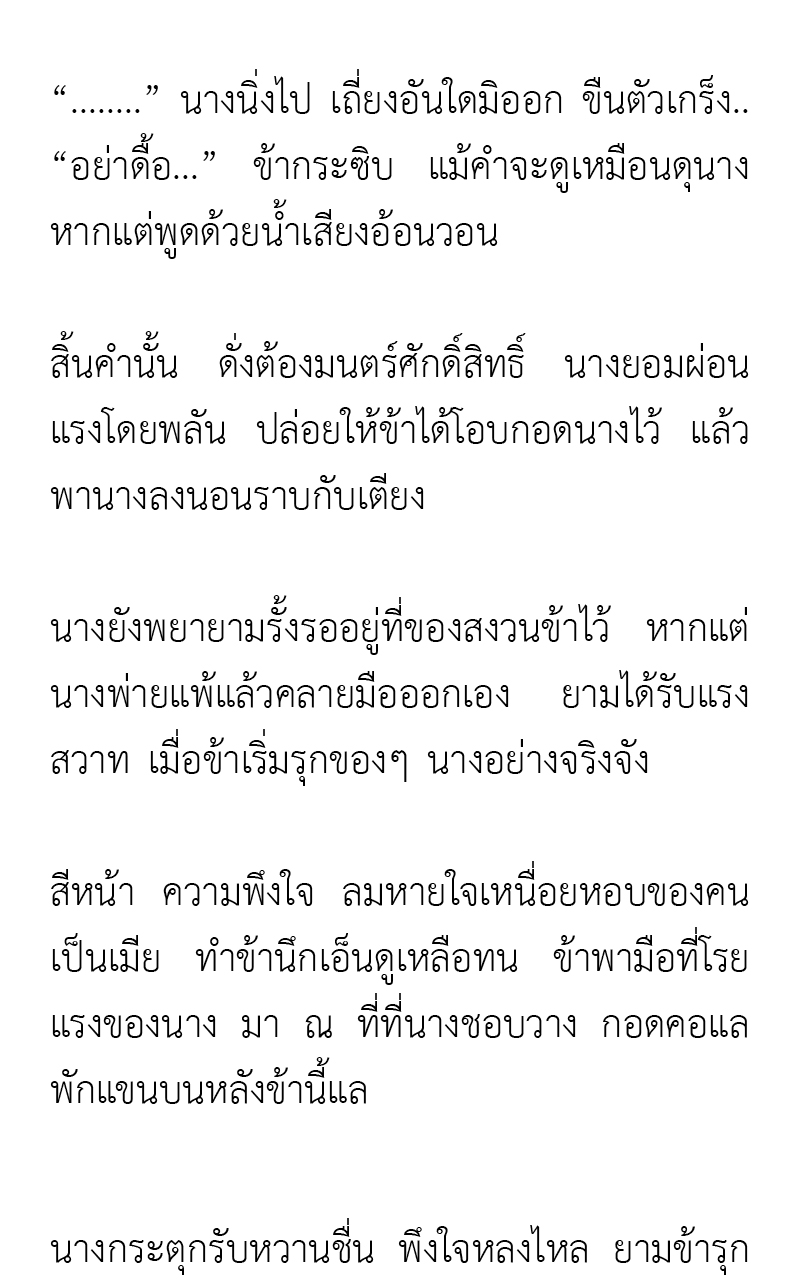 “........” นางนิ่งไป เถี่ยงอันใดมิออก ขืนตัวเกร็ง..
“อย่าดื้อ...” ข้ากระซิบ แม้คำจะดูเหมือนดุนาง
หากแต่พูดด้วยน้ำเสียงอ้อนวอน
สิ้นคำนั้น ดั่งต้องมนตร์ศักดิ์สิทธิ์ นางยอมผ่อน
แรงโดยพลัน ปล่อยให้ข้าได้โอบกอดนางไว้ แล้ว
พานางลงนอนราบกับเตียง
นางยังพยายามรั้งรออยู่ที่ของสงวนข้าไว้ หากแต่
นางพ่ายแพ้แล้วคลายมือออกเอง ยามได้รับแรง
สวาท เมื่อข้าเริ่มรุกของๆ นางอย่างจริงจัง
สีหน้า ความพึงใจ ลมหายใจเหนื่อยหอบของคน
เป็นเมีย ทำข้านึกเอ็นดูเหลือทน ข้าพามือที่โรย
แรงของนาง มา ณ ที่ที่นางชอบวาง กอดคอแล
พักแขนบนหลังข้านี้แล
นางกระตุกรับหวานชื่น พึงใจหลงไหล ยามข้ารุก